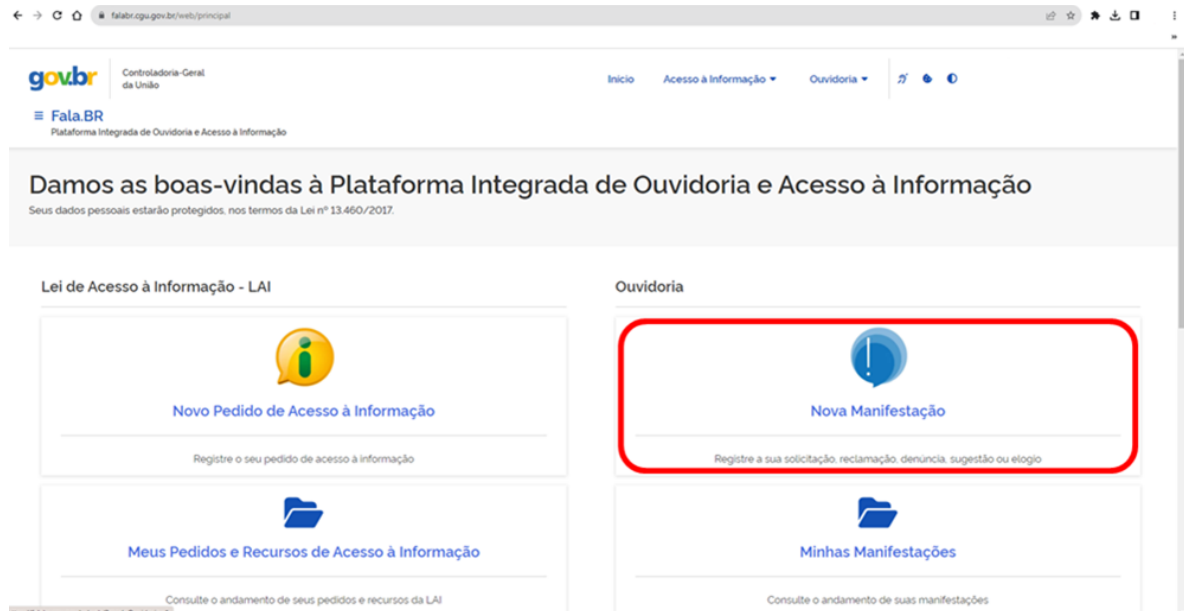 falabr.cgu.gov.br/web/principal
gov.br
Controladoria-Geral
da União
Início
Acesso à Informação
Ouvidoria
Fala.BR
Plataforma Integrada de Ouvidoria e Acesso à Informação
Damos as boas-vindas à Plataforma Integrada de Ouvidoria e Acesso à Informação
Seus dados pessoais estarão protegidos, nos termos da Lei nº 13.460/2017.
Lei de Acesso à Informação - LAI
Novo Pedido de Acesso à Informação
Registre o seu pedido de acesso à informação
Meus Pedidos e Recursos de Acesso à Informação
Consulte o andamento de seus pedidos e recursos da LAI
Ouvidoria
Nova Manifestação
Registre a sua solicitação, reclamação, denúncia, sugestão ou elogio
Minhas Manifestações
Consulte o andamento de suas manifestações